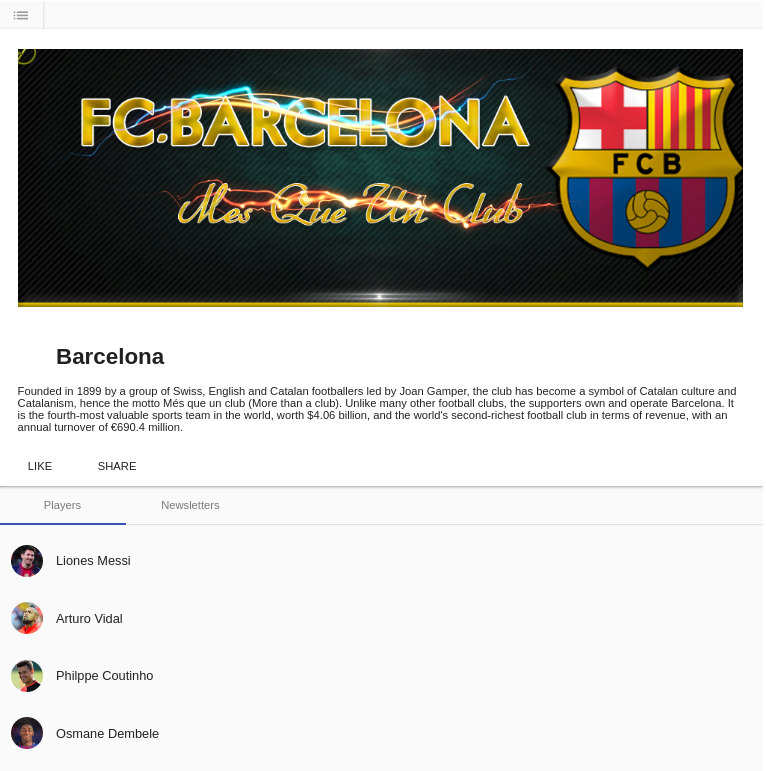 FC.BARCELONA
Mes Que Un Club
FCB
Barcelona
Founded in 1899 by a group of Swiss, English and Catalan footballers led by Joan Gamper, the club has become a symbol of Catalan culture and
Catalanism, hence the motto Més que un club (More than a club). Unlike many other football clubs, the supporters own and operate Barcelona. It
is the fourth-most valuable sports team in the world, worth $4.06 billion, and the world's second-richest football club in terms of revenue, with an
annual turnover of €690.4 million.
LIKE SHARE
Players Newsletters
Liones Messi
Arturo Vidal
Philppe Coutinho
Osmane Dembele